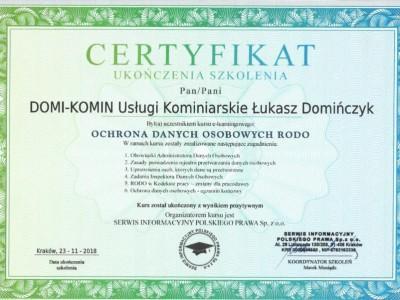 CERTYFIKAT
UKOŃCZENIA SZKOLENIA
Pan/Pani
DOMI-KOMIN Usługi Kominiarskie Łukasz Domińczyk
Był(a) uczestnikiem kursu e-learningowego:
OCHRONA DANYCH OSOBOWYCH RODO
W ramach kursu zostały zrealizowane następujące zagadnienia:
1. Obowiązki Administratora Danych Osobowych
2. Zasady prowadzenia rejestru przetwarzania danych osobowych
3. Uprawnienia osób, których dane są przetwarzane
4. Zadania Inspektora Danych Osobowych
5. RODO w Kodeksie pracy – zmiany dla pracodawcy
6. Ochrona danych osobowych - egzamin końcowy
Kurs został ukończony z wynikiem pozytywnym
Organizatorem kursu jest
SERWIS INFORMACYJNY POLSKIEGO PRAWA Sp. z o.o.
Kraków, 23 - 11 - 2018
Data ukończenia
szkolenia
SERWIS INFORMACYJNY
POLSKIEGO PRAWA Sp. z o.o.
KOORDYNATOR SZKOLEŃ
Marek